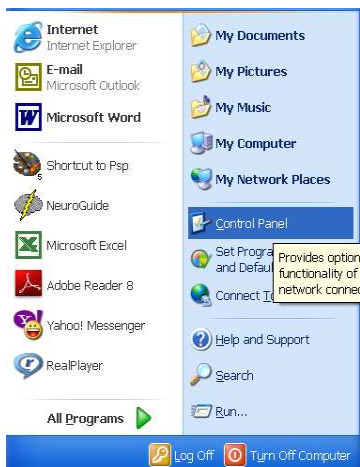 Internet
Internet Explorer
E-mail
Microsoft Outlook
Microsoft Word
Shortcut to Psp
NeuroGuide
Microsoft Excel
Adobe Reader 8
Yahoo! Messenger
RealPlayer
All Programs
My Documents
My Pictures
My Music
My Computer
My Network Places
Control Panel
Set Progra
and Defaul
Connect To
Provides option
functionality of
network connec
Help and Support
Search
Run...
Log Off
Turn Off Computer